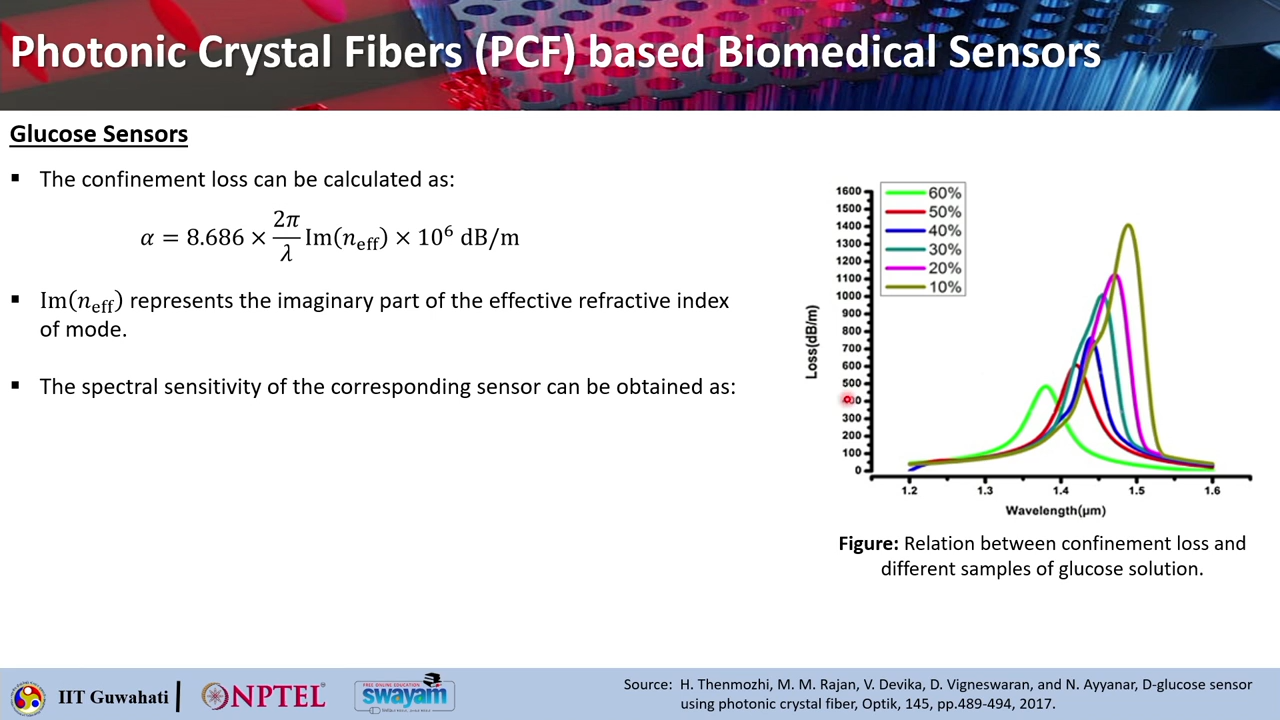 Photonic Crystal Fibers (PCF) based Biomedical Sensors
Glucose Sensors
▪ The confinement loss can be calculated as:
α = 8.686 × 2π/λ Im(n_eff) × 10⁶ dB/m
▪ Im(n_eff) represents the imaginary part of the effective refractive index
of mode.
▪ The spectral sensitivity of the corresponding sensor can be obtained as:
60%
50%
40%
30%
20%
10%
1600
1500
1400
1300
1200
1100
1000
900
800
700
600
500
300
200
100
0
Loss(dB/m)
1.2 1.3 1.4 1.5 1.6
Wavelength(μm)
Figure: Relation between confinement loss and
different samples of glucose solution.
IIT Guwahati
NPTEL
FREE ONLINE EDUCATION
swayam
Source: H. Thenmozhi, M. M. Rajan, V. Devika, D. Vigneswaran, and N. Ayyanar, D-glucose sensor
using photonic crystal fiber, Optik, 145, pp.489-494, 2017.